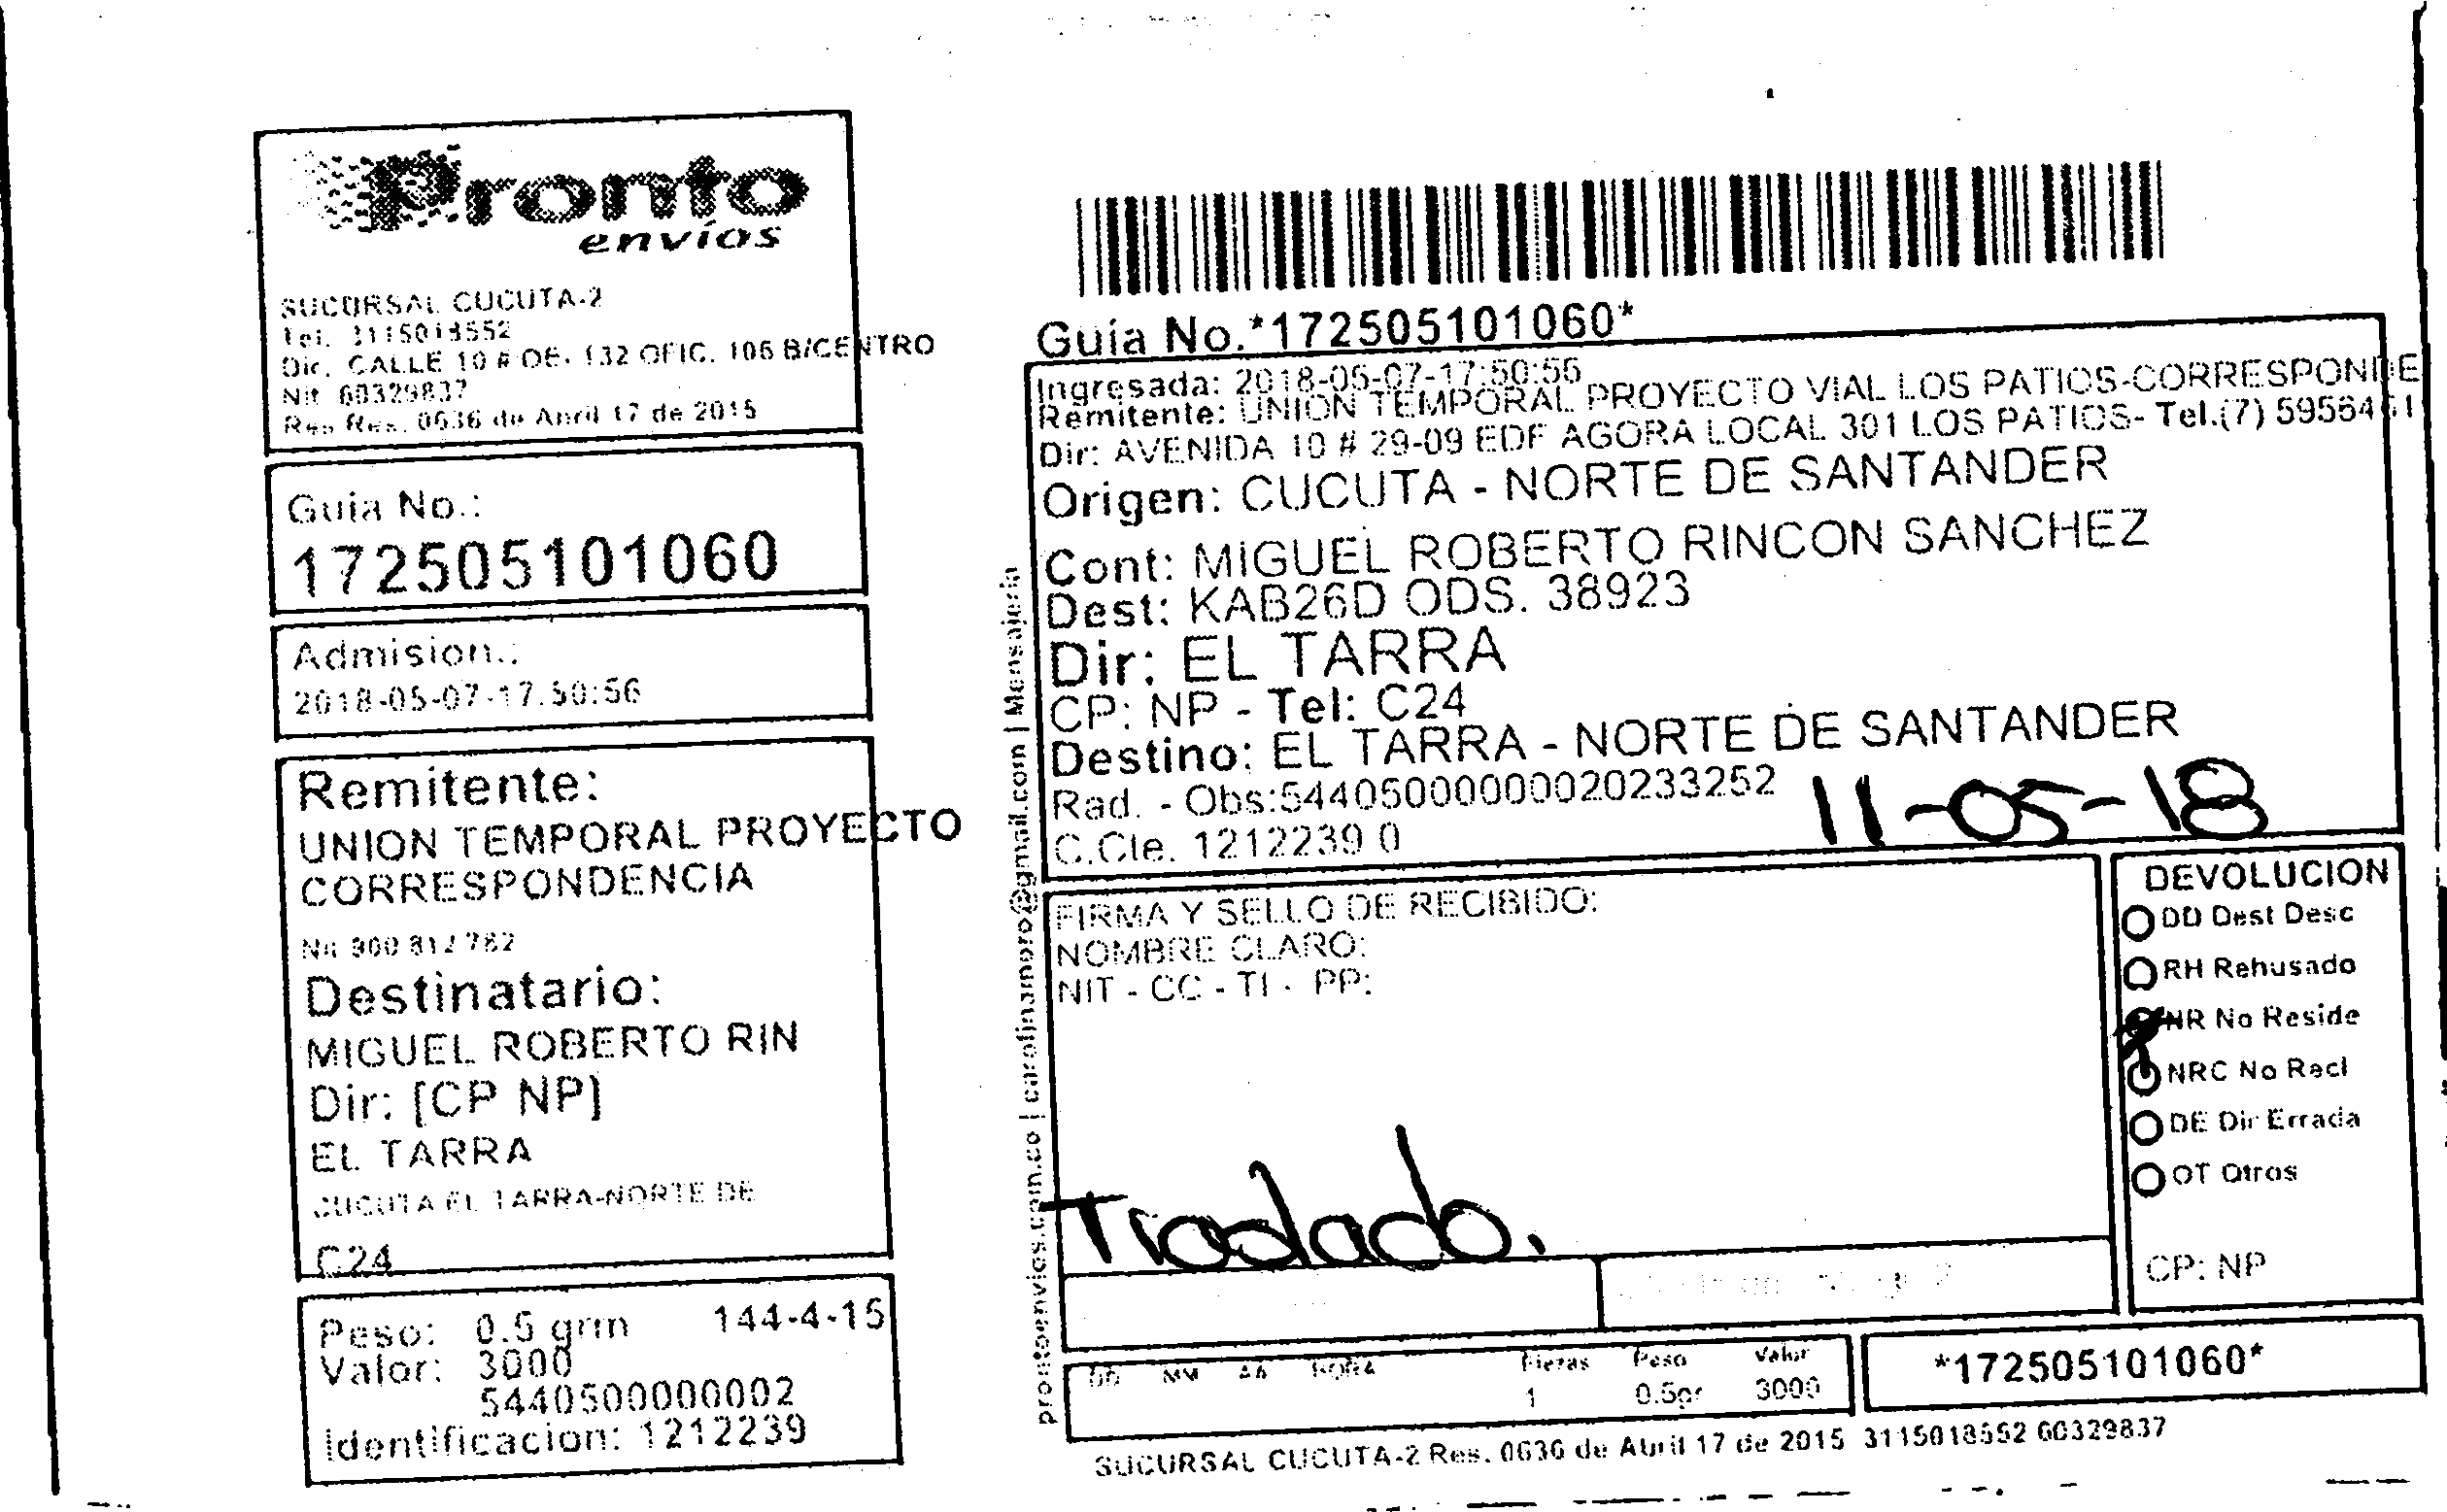 Pronto
envíos
SUCURSAL CUCUTA-2
Tel. 3115018552
Dir. CALLE 10 # OE- 132 OFIC. 106 B/CENTRO
Nit 60329837
Res Res. 0636 de Abril 17 de 2015
Guia No.:
172505101060
Admision.:
2018-05-07-17:50:56
Remitente:
UNION TEMPORAL PROYECTO
CORRESPONDENCIA
Nit 900 812 782
Destinatario:
MIGUEL ROBERTO RIN
Dir: [CP NP]
EL TARRA
CUCUTA EL TARRA-NORTE DE
C24
Peso: 0.5 grm 144-4-15
Valor: 3000
5440500000002
Identificacion: 1212239
prontoenvios.com.co | carolinamoro@gmail.com | Mensajeria
Guia No.*172505101060*
Ingresada: 2018-05-07-17:50:56
Remitente: UNION TEMPORAL PROYECTO VIAL LOS PATIOS-CORRESPONDE
Dir: AVENIDA 10 # 29-09 EDF AGORA LOCAL 301 LOS PATIOS- Tel.(7) 5956461
Origen: CUCUTA - NORTE DE SANTANDER
Cont: MIGUEL ROBERTO RINCON SANCHEZ
Dest: KAB26D ODS. 38923
Dir: EL TARRA
CP: NP - Tel: C24
Destino: EL TARRA - NORTE DE SANTANDER
Rad. - Obs:54405000000020233252
C.Cte. 1212239 0
11-05-18
FIRMA Y SELLO DE RECIBIDO:
NOMBRE CLARO:
NIT - CC - TI - PP:
Traslado.
DEVOLUCION
DD Dest Desc
RH Rehusado
NR No Reside
NRC No Recl
DE Dir Errada
OT Otros
CP: NP
DD MM AA HORA Piezas Peso Valor
1 0.5gr 3000
*172505101060*
SUCURSAL CUCUTA-2 Res. 0636 de Abril 17 de 2015 3115018552 60329837